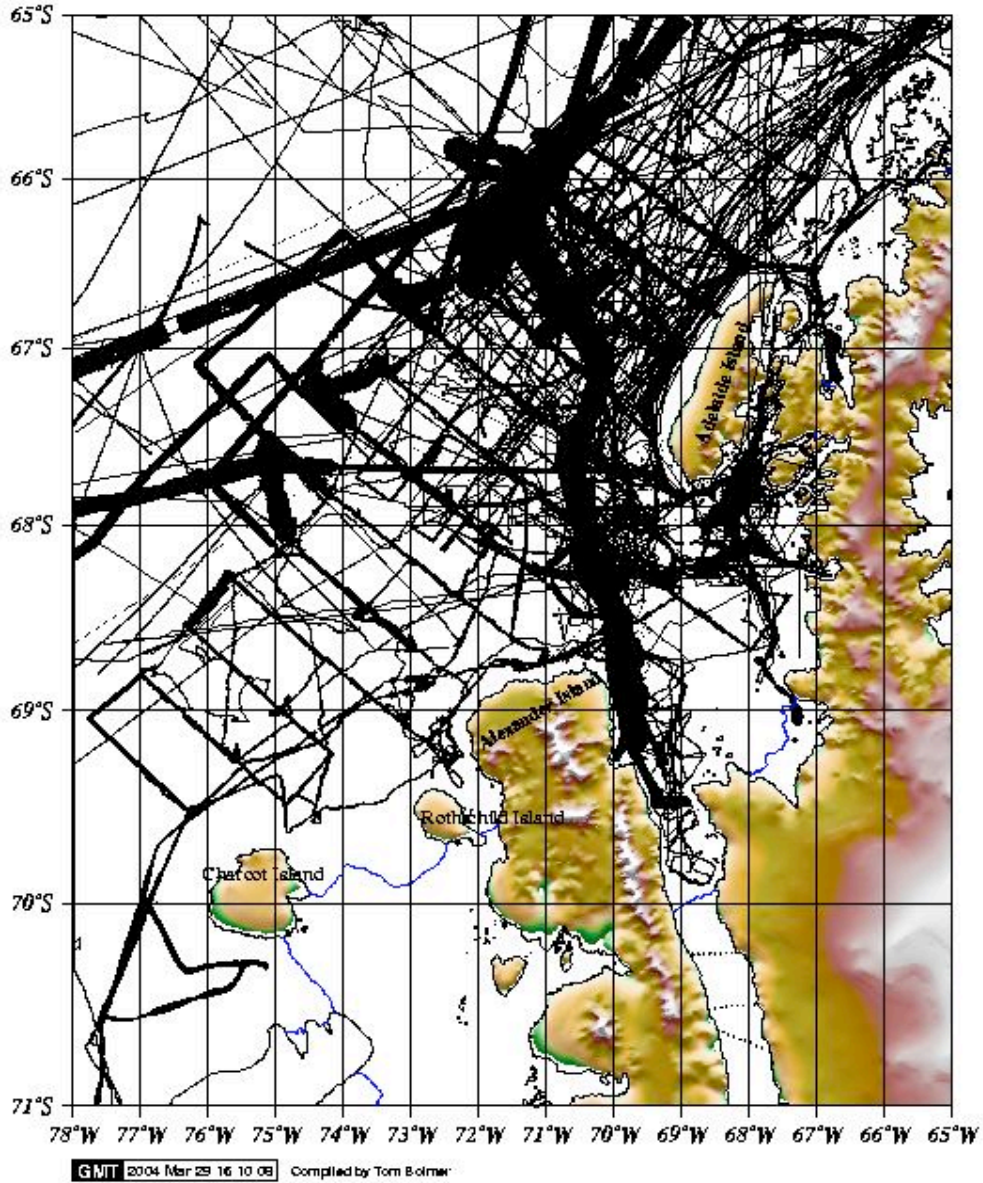 65°S
66°S
67°S
Adelaide Island
68°S
69°S
Alexander Island
Rothchild Island
Charcot Island
70°S
71°S
78°W 77°W 76°W 75°W 74°W 73°W 72°W 71°W 70°W 69°W 68°W 67°W 66°W 65°W
GMT 2004 Mar 29 16 10 09 Compiled by Tom Bolmer